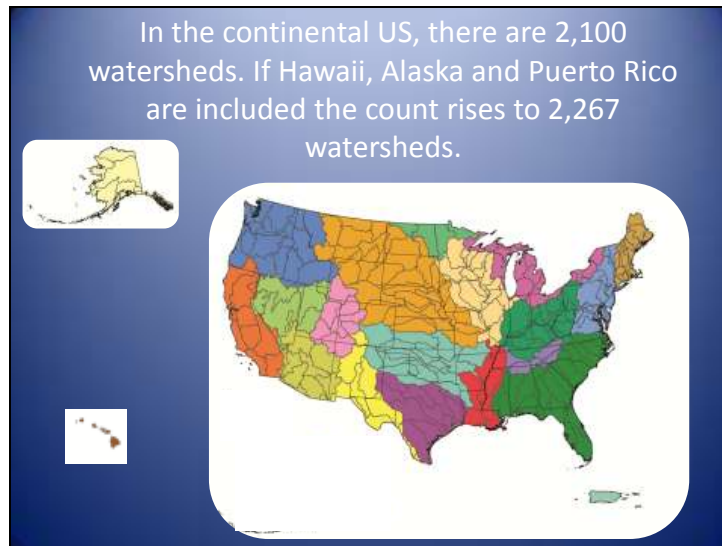 In the continental US, there are 2,100
watersheds. If Hawaii, Alaska and Puerto Rico
are included the count rises to 2,267
watersheds.